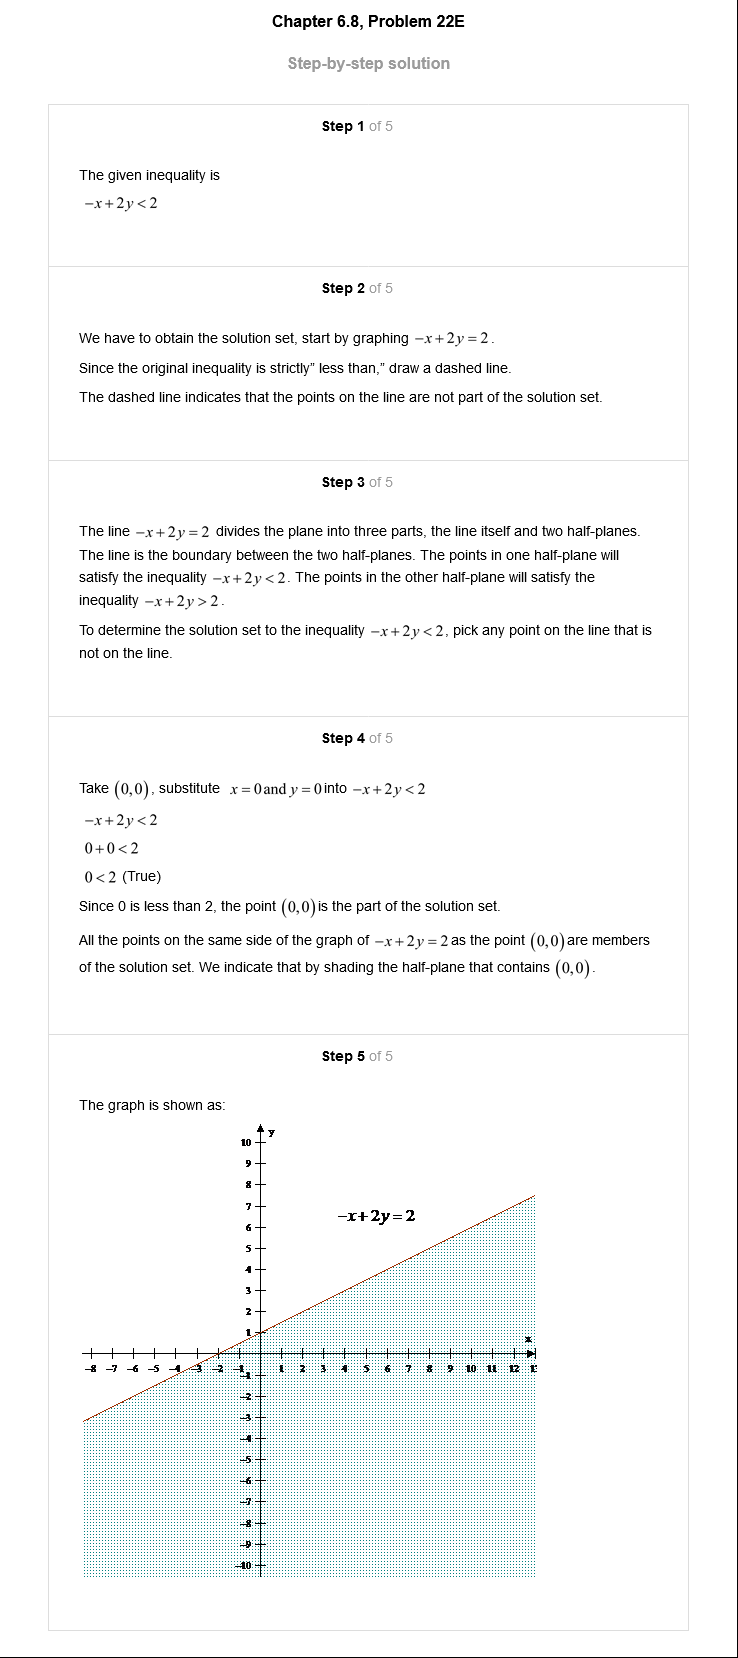 Chapter 6.8, Problem 22E
Step-by-step solution
Step 1 of 5
The given inequality is
−x+2y<2
Step 2 of 5
We have to obtain the solution set, start by graphing −x+2y=2.
Since the original inequality is strictly” less than,” draw a dashed line.
The dashed line indicates that the points on the line are not part of the solution set.
Step 3 of 5
The line −x+2y=2 divides the plane into three parts, the line itself and two half-planes.
The line is the boundary between the two half-planes. The points in one half-plane will
satisfy the inequality −x+2y<2. The points in the other half-plane will satisfy the
inequality −x+2y>2.
To determine the solution set to the inequality −x+2y<2, pick any point on the line that is
not on the line.
Step 4 of 5
Take (0,0), substitute x=0 and y=0 into −x+2y<2
−x+2y<2
0+0<2
0<2 (True)
Since 0 is less than 2, the point (0,0) is the part of the solution set.
All the points on the same side of the graph of −x+2y=2 as the point (0,0) are members
of the solution set. We indicate that by shading the half-plane that contains (0,0).
Step 5 of 5
The graph is shown as:
y
10
9
8
7
−x+2y=2
6
5
4
3
2
1
x
−8 −7 −6 −5 −4 −3 −2 −1 1 2 3 4 5 6 7 8 9 10 11 12 13
−1
−2
−3
−4
−5
−6
−7
−8
−9
−10